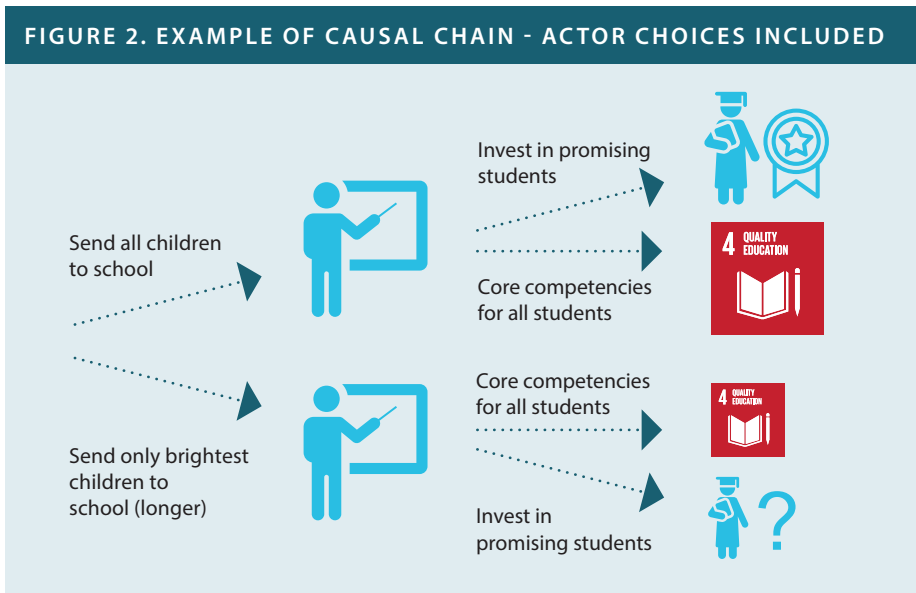 FIGURE 2. EXAMPLE OF CAUSAL CHAIN - ACTOR CHOICES INCLUDED
Send all children
to school
Send only brightest
children to
school (longer)
Invest in promising
students
Core competencies
for all students
4 QUALITY
EDUCATION
Core competencies
for all students
4 QUALITY
EDUCATION
Invest in
promising students
?